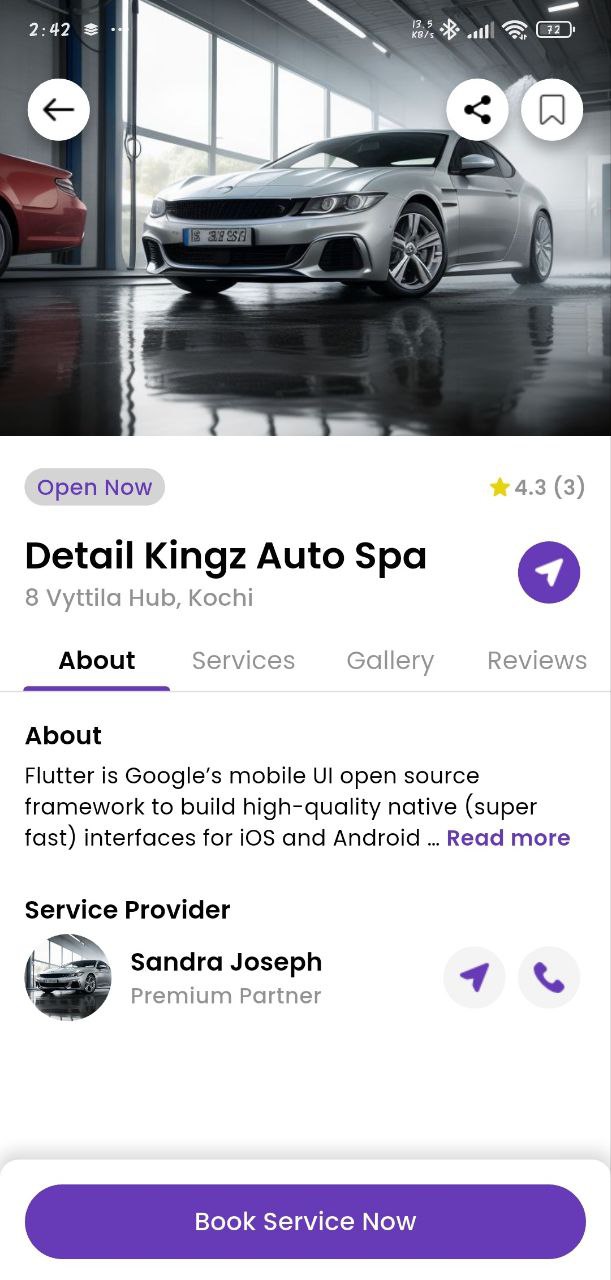 2:42
13.5
KB/s
72
Open Now
4.3 (3)
Detail Kingz Auto Spa
8 Vyttila Hub, Kochi
About Services Gallery Reviews
About
Flutter is Google’s mobile UI open source
framework to build high-quality native (super
fast) interfaces for iOS and Android ... Read more
Service Provider
Sandra Joseph
Premium Partner
Book Service Now